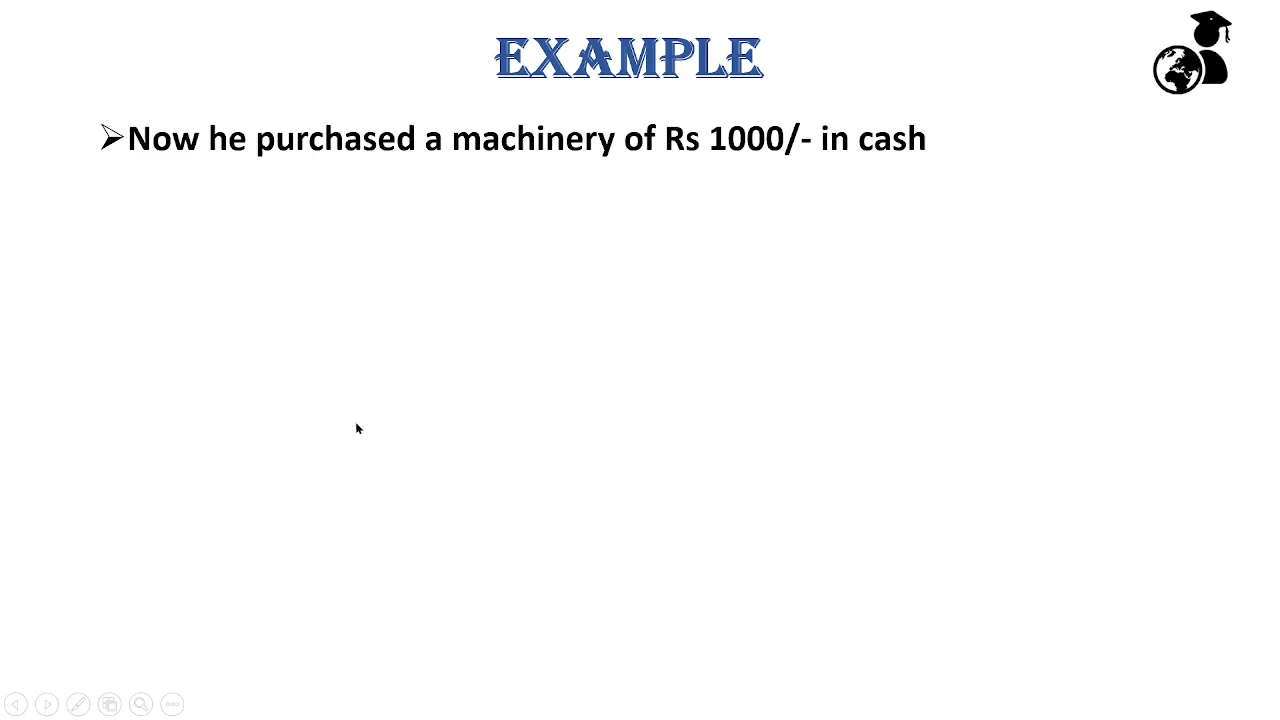 EXAMPLE
➢Now he purchased a machinery of Rs 1000/- in cash